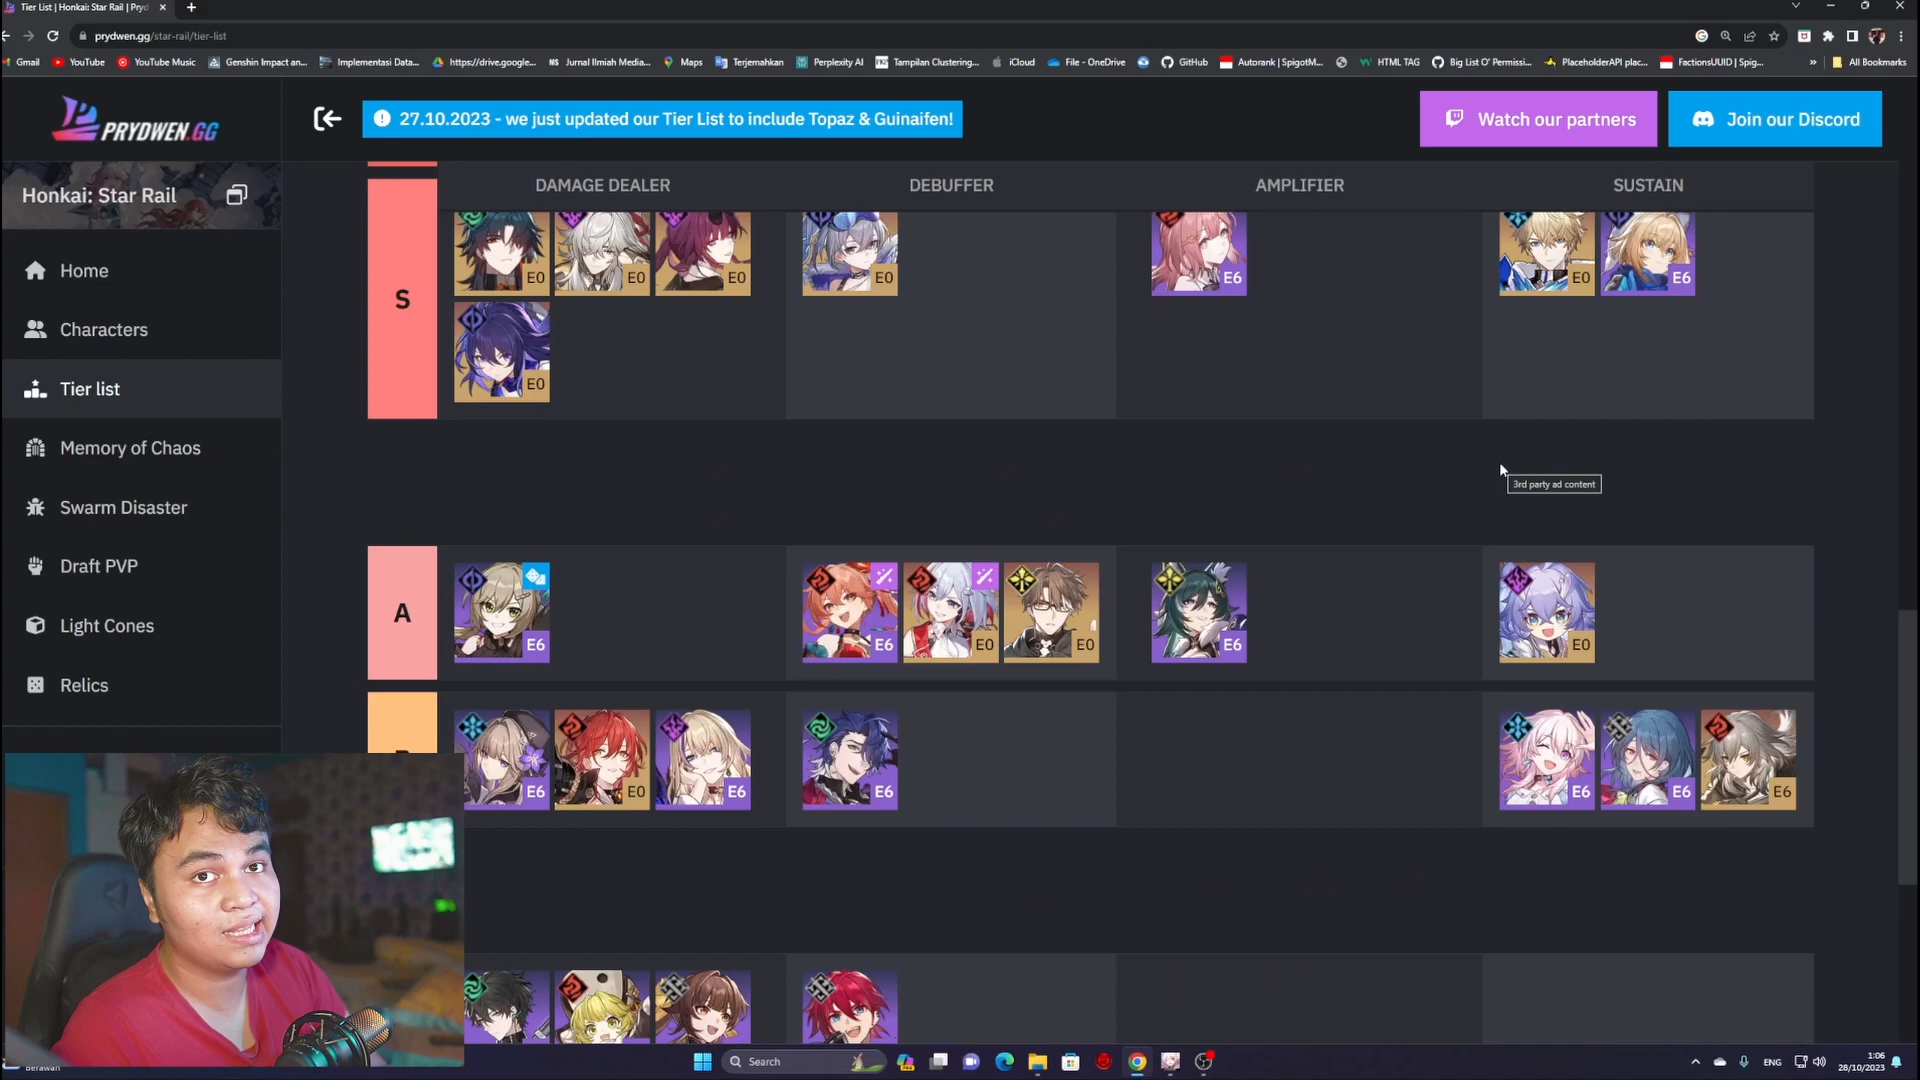 Tier List | Honkai: Star Rail | Pryd
prydwen.gg/star-rail/tier-list
Gmail YouTube YouTube Music Genshin Impact an... Implementasi Data... https://drive.google... Jurnal Ilmiah Media... Maps Terjemahkan Perplexity AI Tampilan Clustering... iCloud File - OneDrive GitHub Autorank | SpigotM... HTML TAG Big List O' Permissi... PlaceholderAPI plac... FactionsUUID | Spig... » All Bookmarks
PRYDWEN.GG
27.10.2023 - we just updated our Tier List to include Topaz & Guinaifen!
Watch our partners
Join our Discord
Honkai: Star Rail
Home
Characters
Tier list
Memory of Chaos
Swarm Disaster
Draft PVP
Light Cones
Relics
DAMAGE DEALER DEBUFFER AMPLIFIER SUSTAIN
S
E0 E0 E0 E0 E6 E0 E6
E0
3rd party ad content
A
E6 E6 E0 E0 E6 E0
E6 E0 E6 E6 E6 E6 E6
Search
ENG
1:06
28/10/2023
Berawan